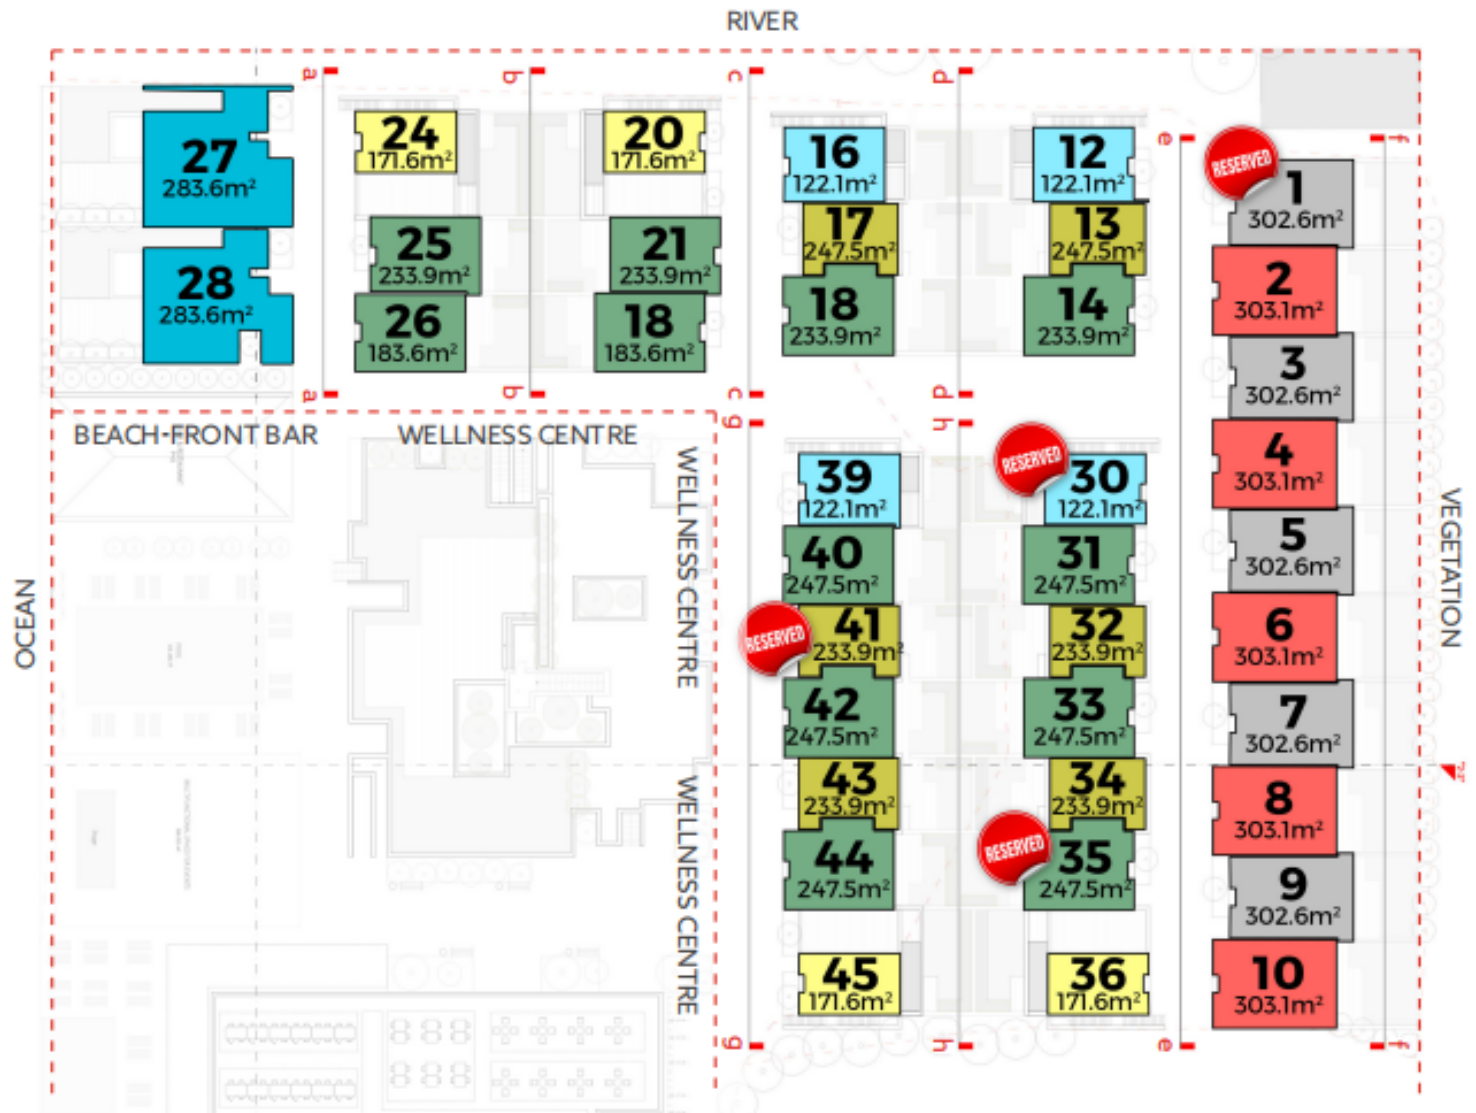 RIVER
a
b
c
d
e
f
27
283.6m²
24
171.6m²
20
171.6m²
16
122.1m²
12
122.1m²
RESERVED
1
302.6m²
25
233.9m²
21
233.9m²
17
247.5m²
13
247.5m²
2
303.1m²
28
283.6m²
26
183.6m²
18
183.6m²
18
233.9m²
14
233.9m²
3
302.6m²
a
b
c
d
g
h
BEACH-FRONT BAR
WELLNESS CENTRE
WELLNESS CENTRE
WELLNESS CENTRE
OCEAN
VEGETATION
39
122.1m²
RESERVED
30
122.1m²
4
303.1m²
40
247.5m²
31
247.5m²
5
302.6m²
RESERVED
41
233.9m²
32
233.9m²
6
303.1m²
42
247.5m²
33
247.5m²
7
302.6m²
43
233.9m²
34
233.9m²
8
303.1m²
44
247.5m²
RESERVED
35
247.5m²
9
302.6m²
45
171.6m²
36
171.6m²
10
303.1m²
g
h
e
f